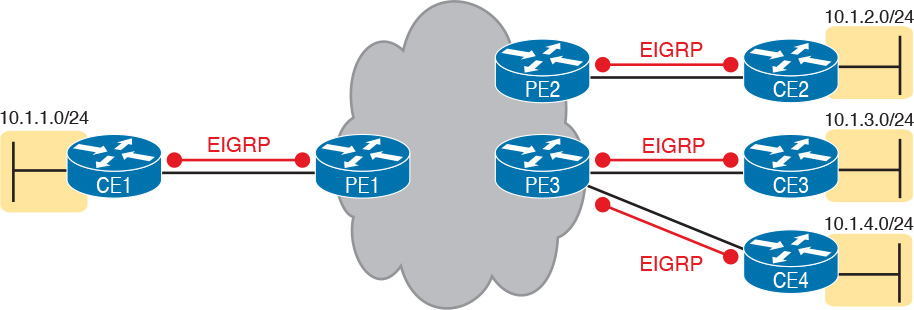 10.1.2.0/24
EIGRP
PE2
CE2
10.1.1.0/24
EIGRP
CE1
PE1
10.1.3.0/24
EIGRP
PE3
CE3
10.1.4.0/24
EIGRP
CE4